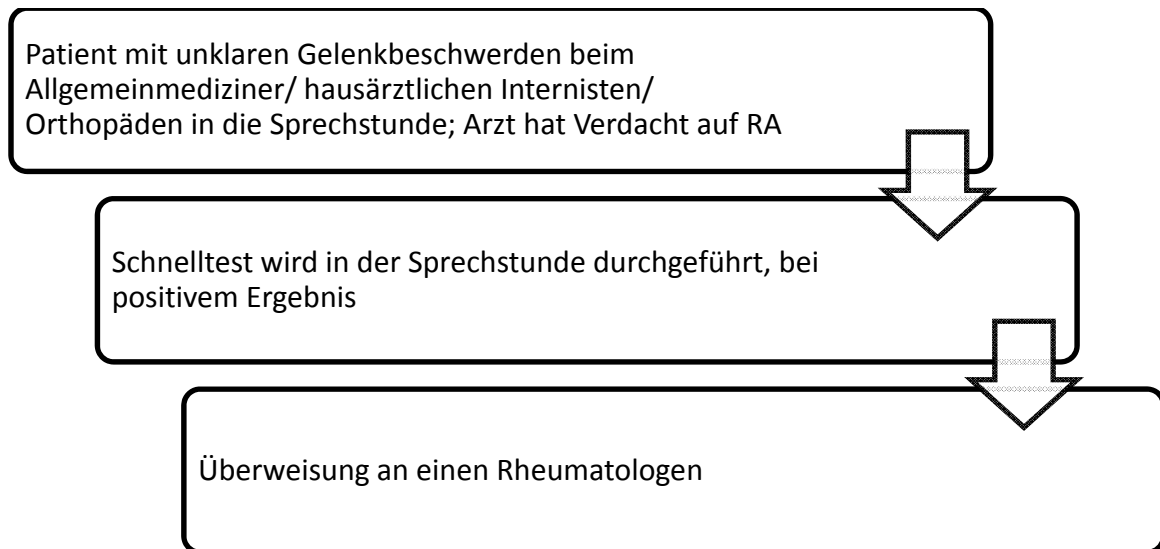 Patient mit unklaren Gelenkbeschwerden beim
Allgemeinmediziner/ hausärztlichen Internisten/
Orthopäden in die Sprechstunde; Arzt hat Verdacht auf RA
Schnelltest wird in der Sprechstunde durchgeführt, bei
positivem Ergebnis
Überweisung an einen Rheumatologen